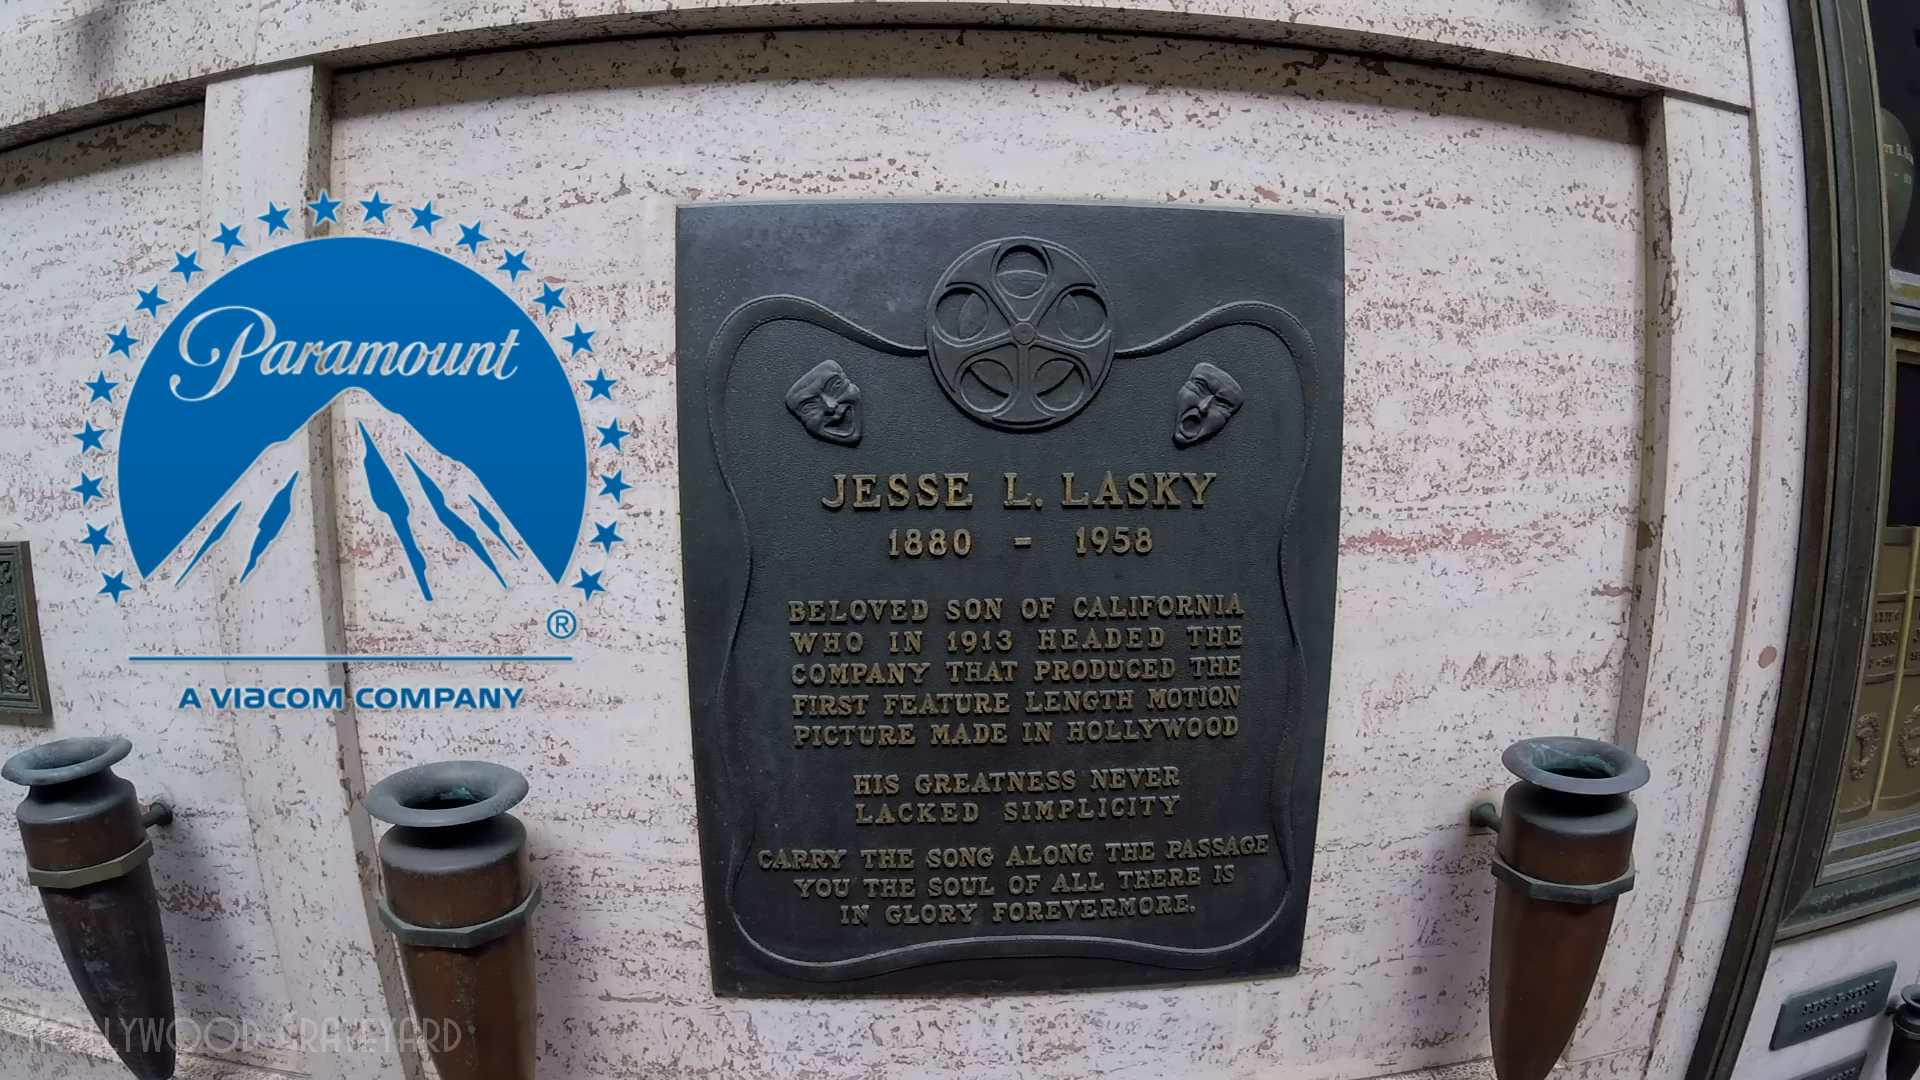 Paramount
®
A VIACOM COMPANY
JESSE L. LASKY
1880 - 1958
BELOVED SON OF CALIFORNIA
WHO IN 1913 HEADED THE
COMPANY THAT PRODUCED THE
FIRST FEATURE LENGTH MOTION
PICTURE MADE IN HOLLYWOOD
HIS GREATNESS NEVER
LACKED SIMPLICITY
CARRY THE SONG ALONG THE PASSAGE
YOU THE SOUL OF ALL THERE IS
IN GLORY FOREVERMORE.
HOLLYWOOD GRAVEYARD